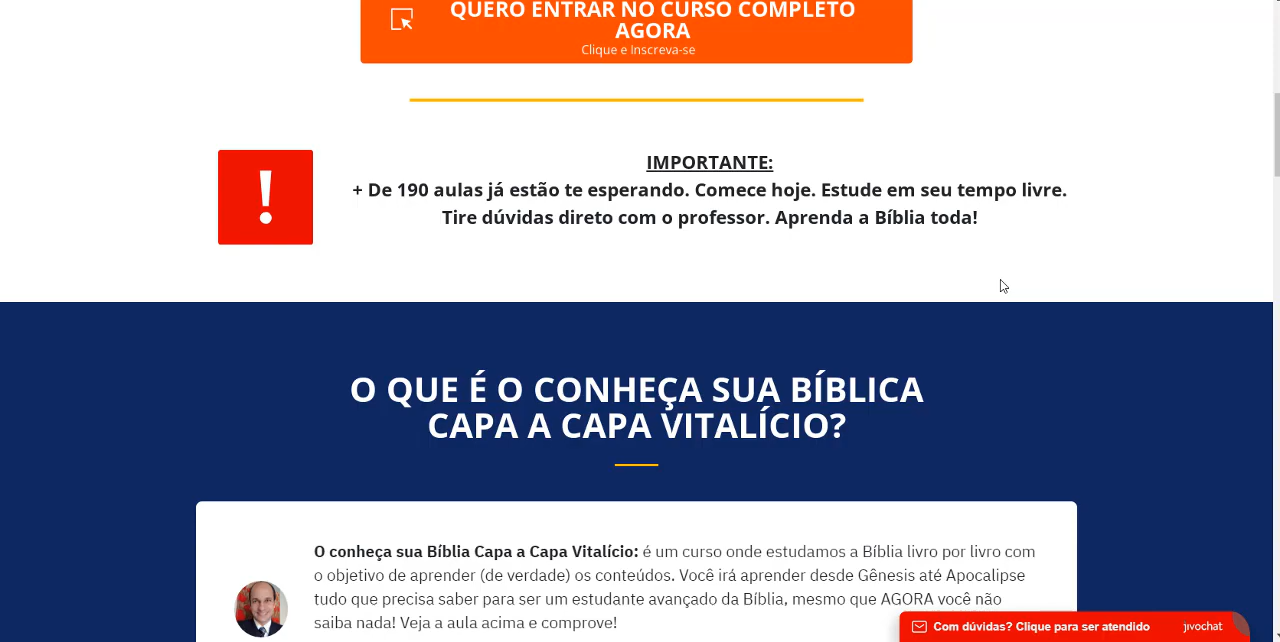 QUERO ENTRAR NO CURSO COMPLETO
AGORA
Clique e Inscreva-se
!
IMPORTANTE:
+ De 190 aulas já estão te esperando. Comece hoje. Estude em seu tempo livre.
Tire dúvidas direto com o professor. Aprenda a Bíblia toda!
O QUE É O CONHEÇA SUA BÍBLICA
CAPA A CAPA VITALÍCIO?
O conheça sua Bíblia Capa a Capa Vitalício: é um curso onde estudamos a Bíblia livro por livro com
o objetivo de aprender (de verdade) os conteúdos. Você irá aprender desde Gênesis até Apocalipse
tudo que precisa saber para ser um estudante avançado da Bíblia, mesmo que AGORA você não
saiba nada! Veja a aula acima e comprove!
Com dúvidas? Clique para ser atendido jivochat